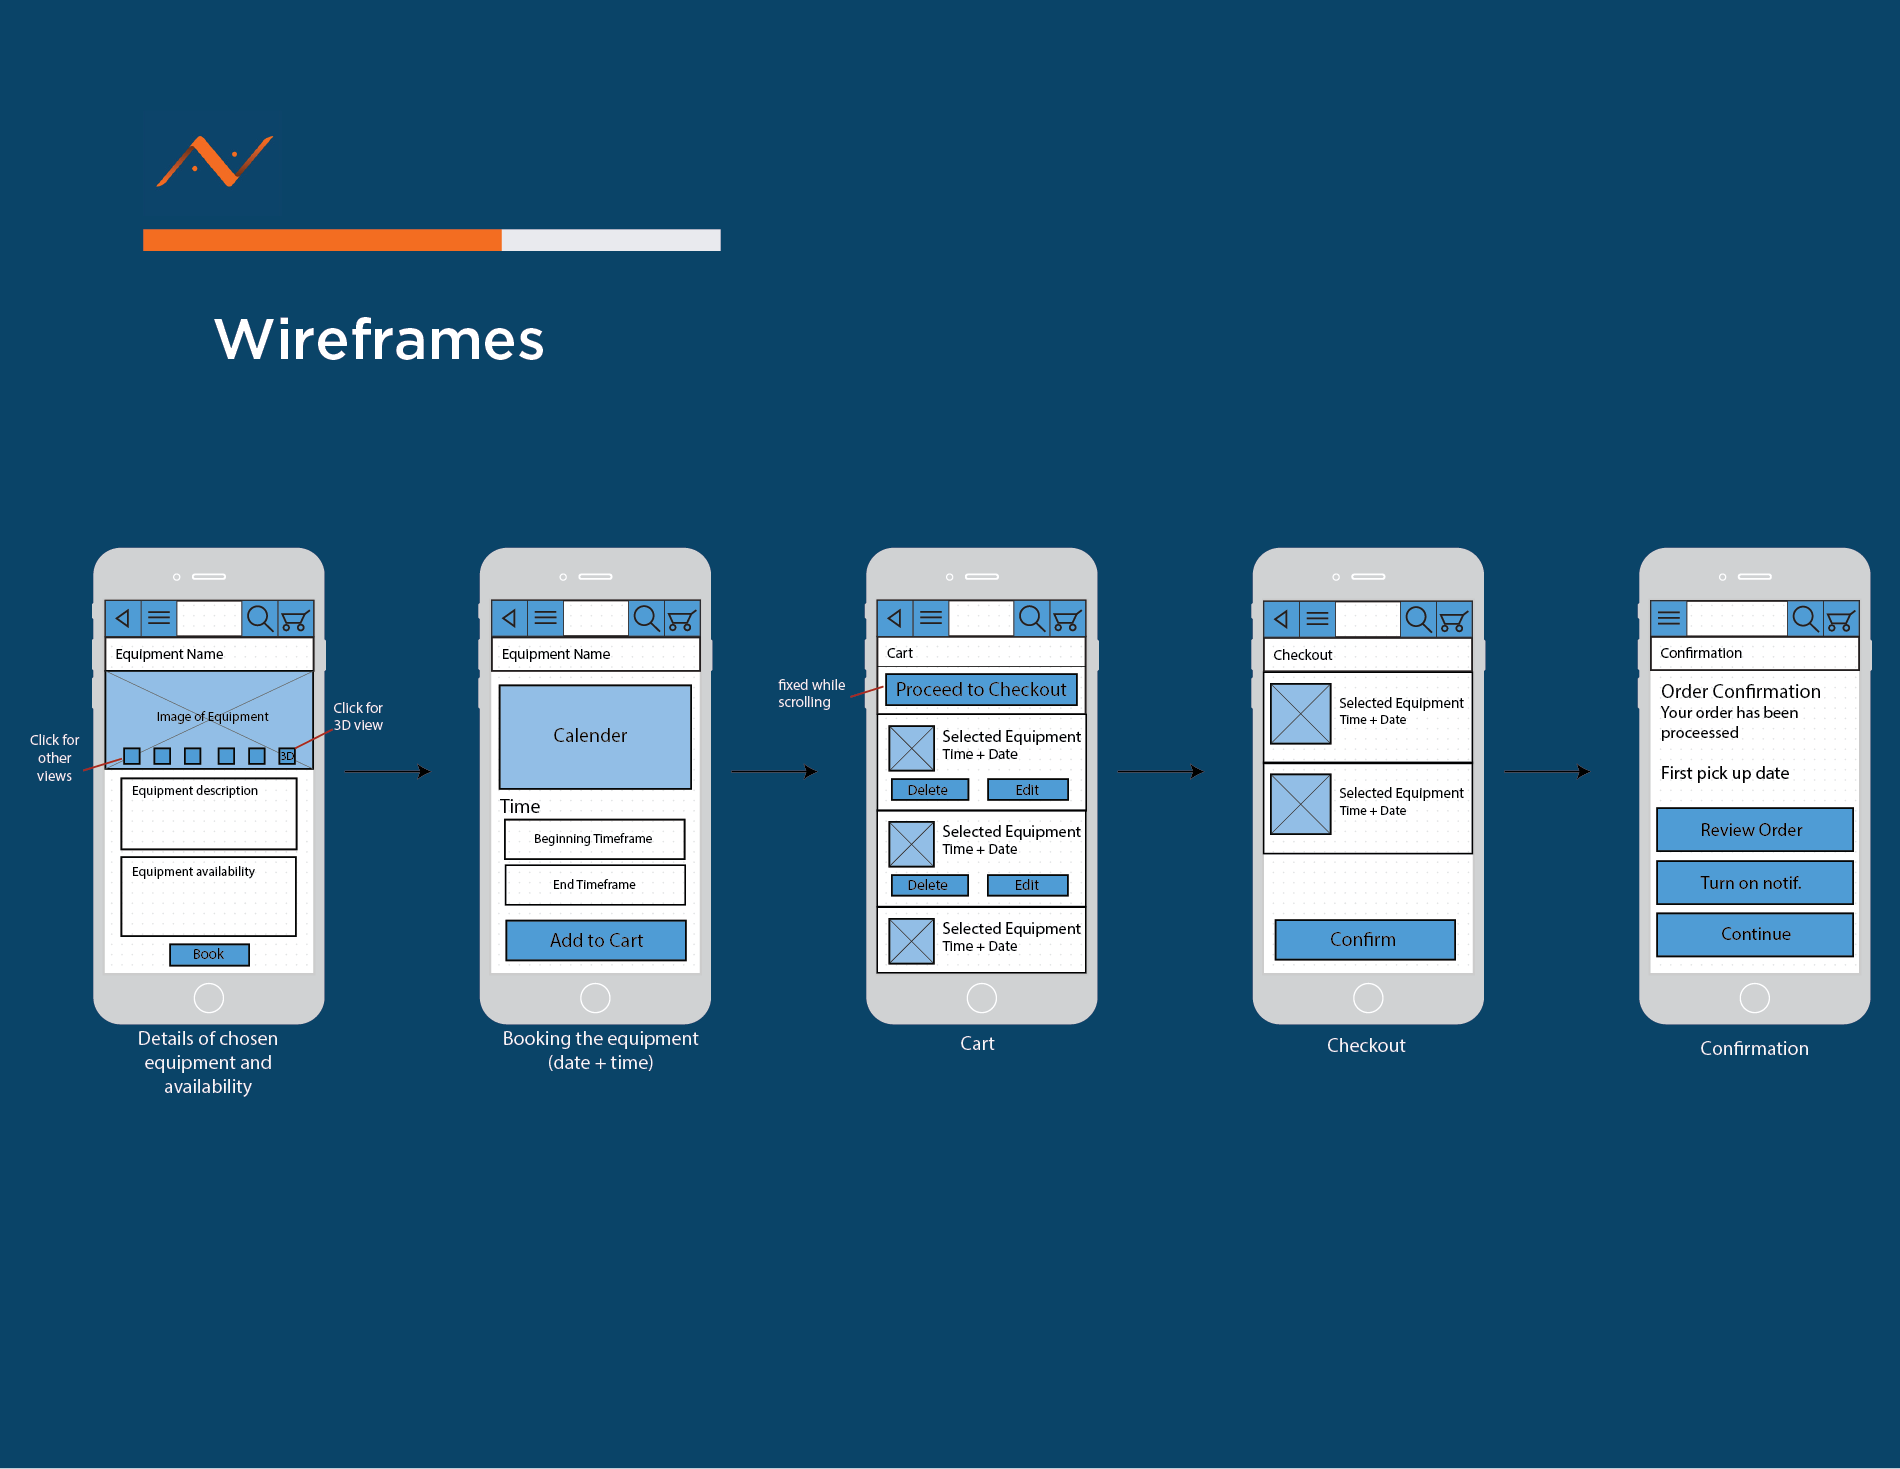 Wireframes
Equipment Name
Image of Equipment
3D
Click for
3D view
Click for
other
views
Equipment description
Equipment availability
Book
Details of chosen
equipment and
availability
Equipment Name
Calender
Time
Beginning Timeframe
End Timeframe
Add to Cart
Booking the equipment
(date + time)
Cart
fixed while
scrolling
Proceed to Checkout
Selected Equipment
Time + Date
Delete
Edit
Selected Equipment
Time + Date
Delete
Edit
Selected Equipment
Time + Date
Cart
Checkout
Selected Equipment
Time + Date
Selected Equipment
Time + Date
Confirm
Checkout
Confirmation
Order Confirmation
Your order has been
proceessed
First pick up date
Review Order
Turn on notif.
Continue
Confirmation